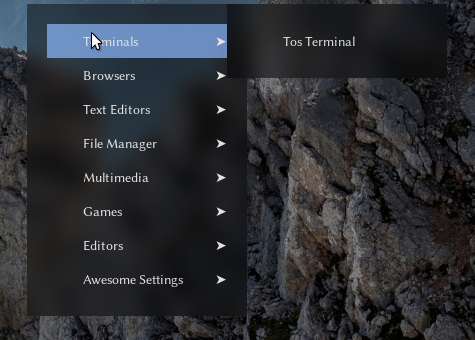 Terminals
Tos Terminal
Browsers
Text Editors
File Manager
Multimedia
Games
Editors
Awesome Settings